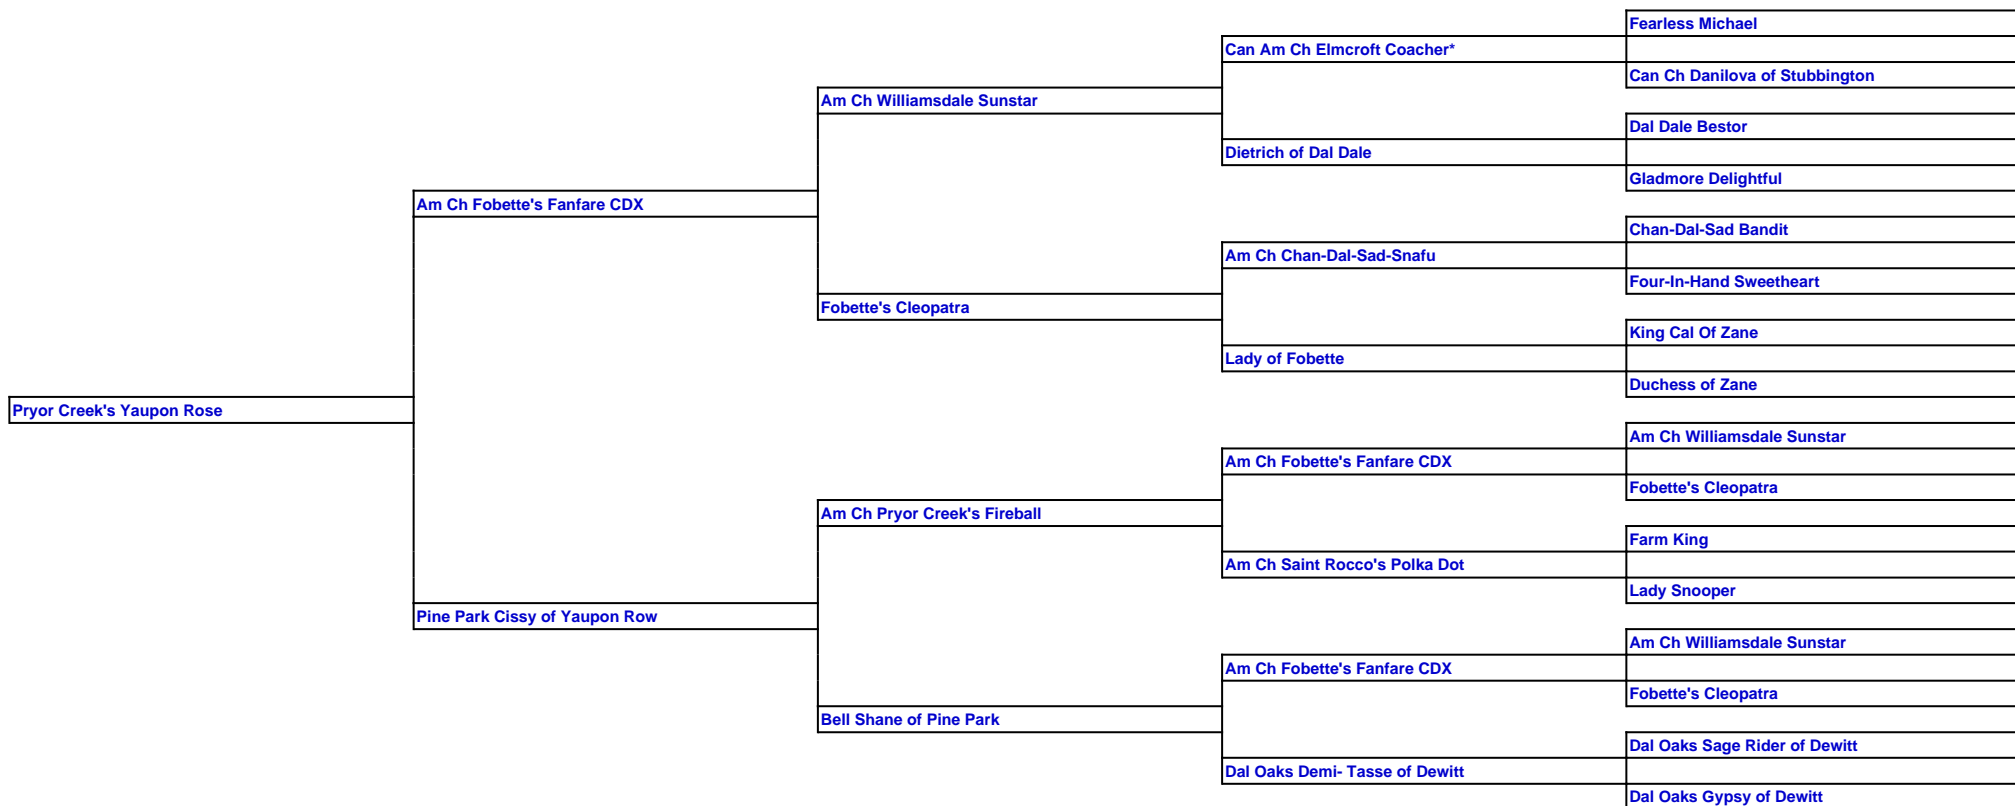 Fearless Michael
Can Am Ch Elmcroft Coacher*
Can Ch Danilova of Stubbington
Am Ch Williamsdale Sunstar
Dal Dale Bestor
Dietrich of Dal Dale
Gladmore Delightful
Am Ch Fobette's Fanfare CDX
Chan-Dal-Sad Bandit
Am Ch Chan-Dal-Sad-Snafu
Four-In-Hand Sweetheart
Fobette's Cleopatra
King Cal Of Zane
Lady of Fobette
Duchess of Zane
Pryor Creek's Yaupon Rose
Am Ch Williamsdale Sunstar
Am Ch Fobette's Fanfare CDX
Fobette's Cleopatra
Am Ch Pryor Creek's Fireball
Farm King
Am Ch Saint Rocco's Polka Dot
Lady Snooper
Pine Park Cissy of Yaupon Row
Am Ch Williamsdale Sunstar
Am Ch Fobette's Fanfare CDX
Fobette's Cleopatra
Bell Shane of Pine Park
Dal Oaks Sage Rider of Dewitt
Dal Oaks Demi- Tasse of Dewitt
Dal Oaks Gypsy of Dewitt